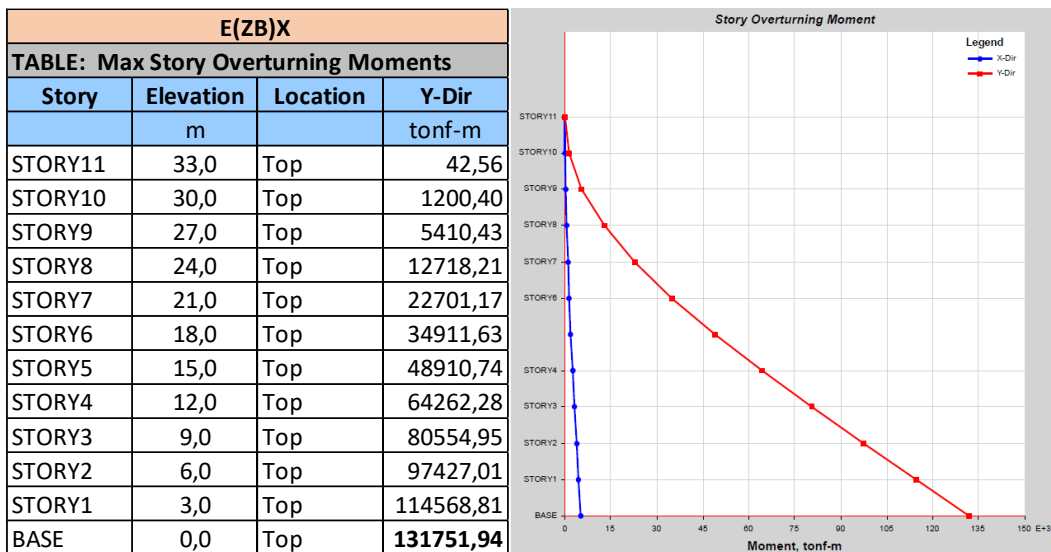 E(ZB)X
TABLE: Max Story Overturning Moments
Story Elevation Location Y-Dir
m tonf-m
STORY11 33,0 Top 42,56
STORY10 30,0 Top 1200,40
STORY9 27,0 Top 5410,43
STORY8 24,0 Top 12718,21
STORY7 21,0 Top 22701,17
STORY6 18,0 Top 34911,63
STORY5 15,0 Top 48910,74
STORY4 12,0 Top 64262,28
STORY3 9,0 Top 80554,95
STORY2 6,0 Top 97427,01
STORY1 3,0 Top 114568,81
BASE 0,0 Top 131751,94
Story Overturning Moment
Legend
X-Dir
Y-Dir
STORY11
STORY10
STORY9
STORY8
STORY7
STORY6
STORY4
STORY3
STORY2
STORY1
BASE
0 15 30 45 60 75 90 105 120 135 150 E+3
Moment, tonf-m